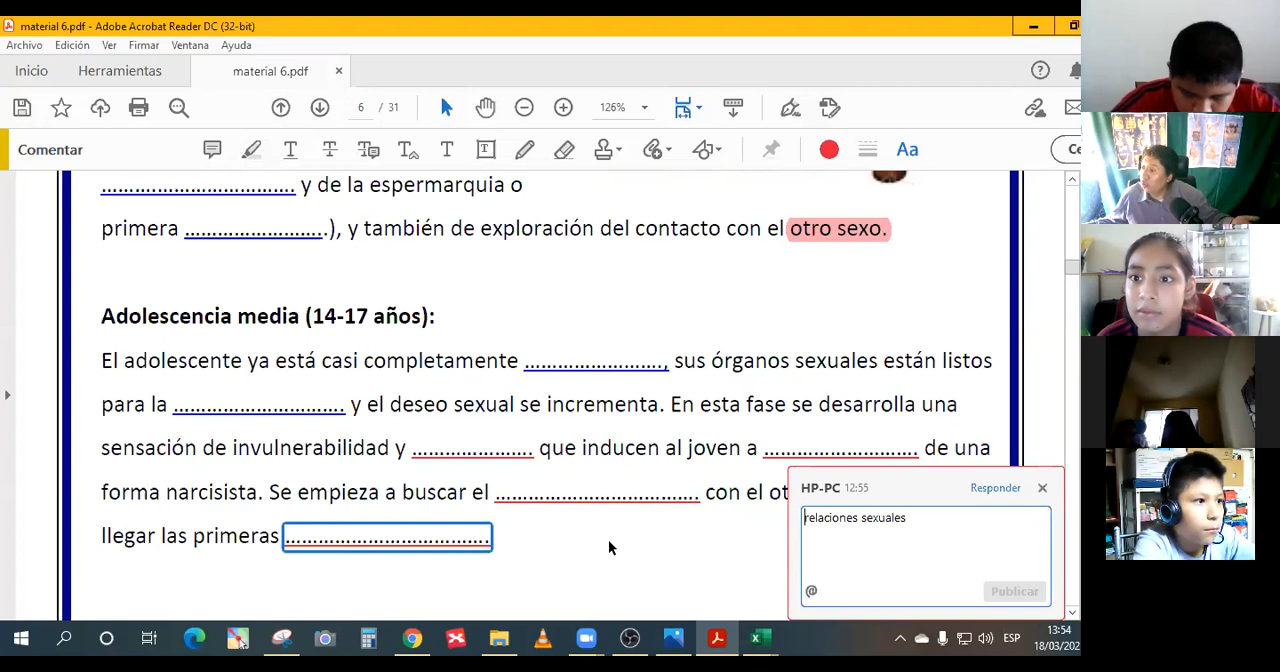 material 6.pdf - Adobe Acrobat Reader DC (32-bit)
Archivo Edición Ver Firmar Ventana Ayuda
Inicio Herramientas material 6.pdf ×
6 / 31 126%
Comentar Aa Ce
........................................ y de la espermarquia o
primera ...........................), y también de exploración del contacto con el otro sexo.
Adolescencia media (14-17 años):
El adolescente ya está casi completamente ..........................., sus órganos sexuales están listos
para la ................................. y el deseo sexual se incrementa. En esta fase se desarrolla una
sensación de invulnerabilidad y ........................ que inducen al joven a .............................. de una
forma narcisista. Se empieza a buscar el ........................................ con el ot
llegar las primeras ........................................
HP-PC 12:55 Responder
relaciones sexuales
@ Publicar
ESP
13:54
18/03/202